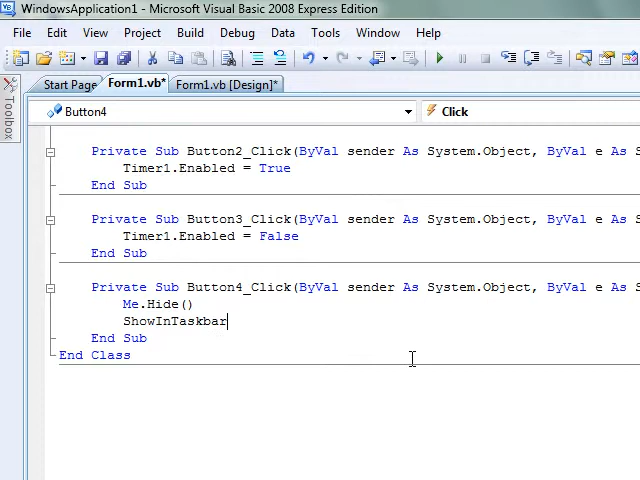 WindowsApplication1 - Microsoft Visual Basic 2008 Express Edition
File Edit View Project Build Debug Data Tools Window Help
Start Page Form1.vb* Form1.vb [Design]*
Toolbox
Button4 Click
Private Sub Button2_Click(ByVal sender As System.Object, ByVal e As S
Timer1.Enabled = True
End Sub
Private Sub Button3_Click(ByVal sender As System.Object, ByVal e As S
Timer1.Enabled = False
End Sub
Private Sub Button4_Click(ByVal sender As System.Object, ByVal e As S
Me.Hide()
ShowInTaskbar
End Sub
End Class